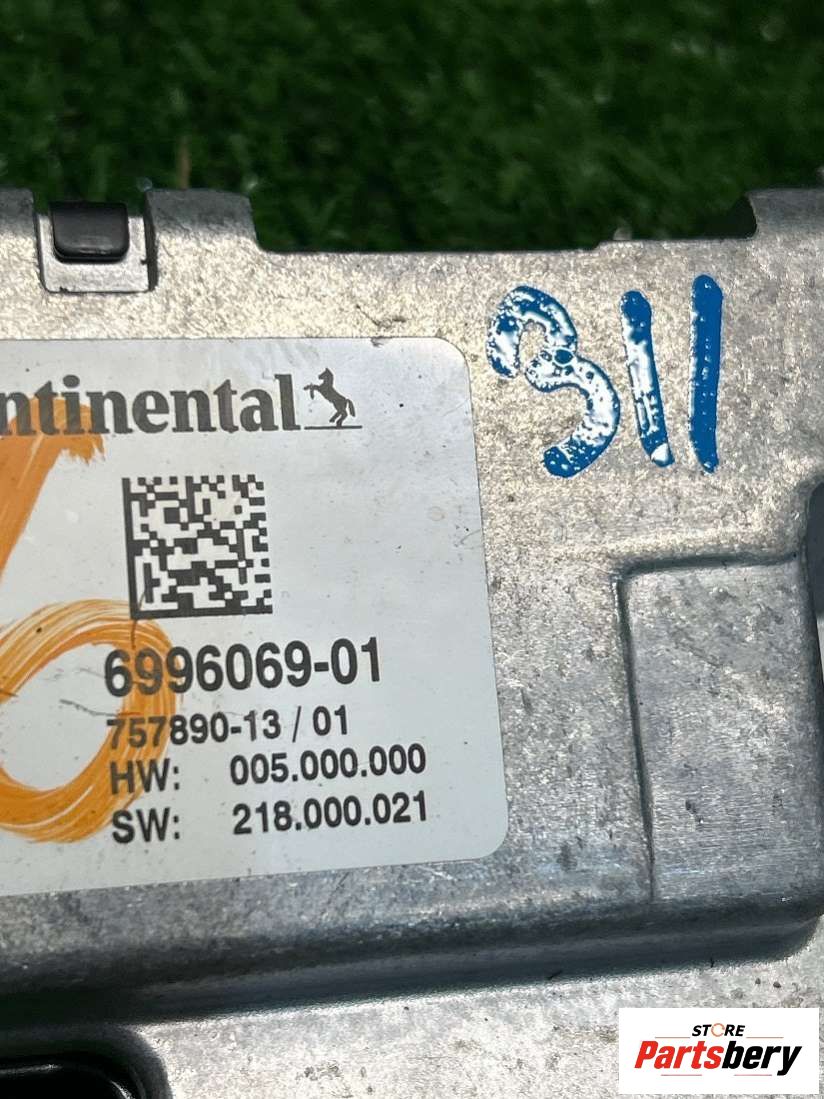 311
ntinental
6996069-01
757890-13 / 01
HW: 005.000.000
SW: 218.000.021
STORE
Partsbery